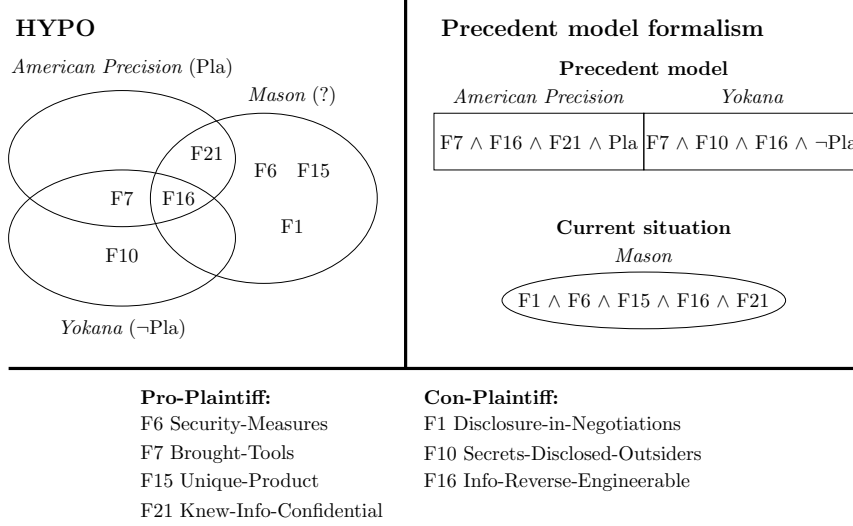 HYPO
American Precision (Pla)
Mason (?)
F21
F6 F15
F7 F16
F1
F10
Yokana (¬Pla)
Precedent model formalism
Precedent model
American Precision Yokana
F7 ∧ F16 ∧ F21 ∧ Pla F7 ∧ F10 ∧ F16 ∧ ¬Pla
Current situation
Mason
F1 ∧ F6 ∧ F15 ∧ F16 ∧ F21
Pro-Plaintiff:
F6 Security-Measures
F7 Brought-Tools
F15 Unique-Product
F21 Knew-Info-Confidential
Con-Plaintiff:
F1 Disclosure-in-Negotiations
F10 Secrets-Disclosed-Outsiders
F16 Info-Reverse-Engineerable